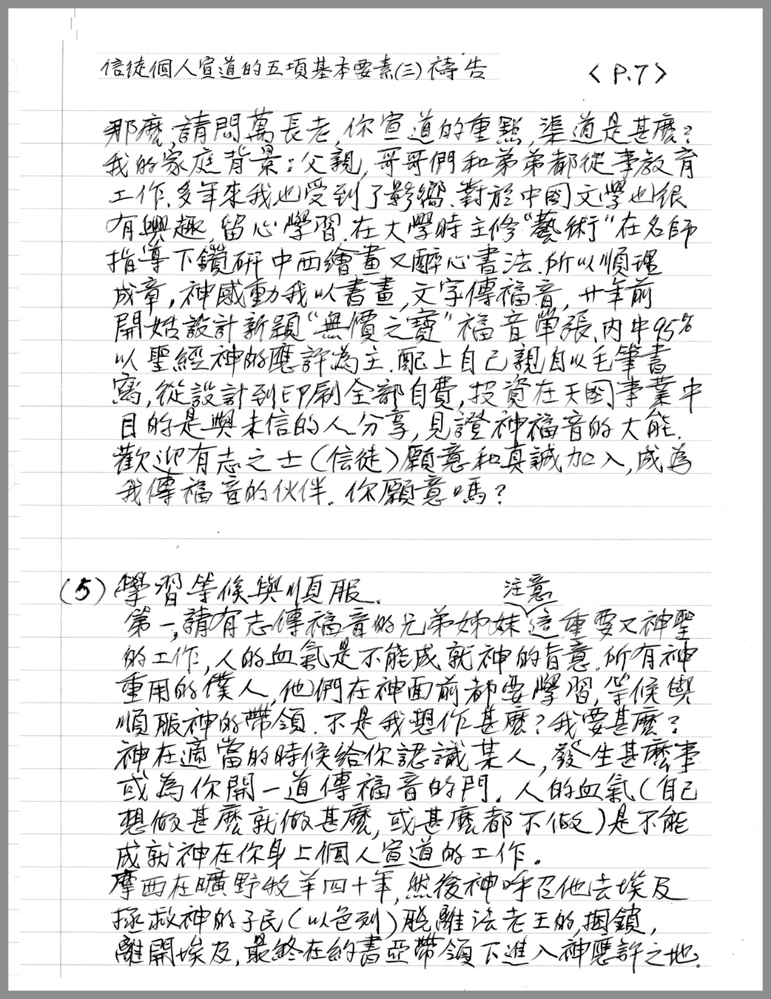 信徒個人宣道的五項基本要素(三)禱告 <P.7>
那麼,請問萬長老,你宣道的重點,渠道是甚麼?
我的家庭背景:父親,哥哥們和弟弟都從事教育
工作.多年來我也受到了影響.對於中國文學也很
有興趣,留心學習.在大學時主修"藝術"在名師
指導下鑽研中西繪畫又醉心書法.所以順理
成章,神感動我以書畫,文字傳福音,廿年前
開始設計新穎"無價之寶"福音單張,內中95%
以聖經神的應許為主.配上自己親自以毛筆書
寫,從設計到印刷全部自費,投資在天國事業中
目的是與未信的人分享,見證神福音的大能.
歡迎有志之士(信徒)願意和真誠加入,成為
我傳福音的伙伴.你願意嗎?
(5)學習等候與順服.
注意
第一,請有志傳福音的兄弟姊妹這重要又神聖
的工作,人的血氣是不能成就神的旨意.所有神
重用的僕人,他們在神面前都要學習,等候與
順服神的帶領.不是我想作甚麼?我要甚麼?
神在適當的時候給你認識某人,發生甚麼事
或為你開一道傳福音的門.人的血氣(自己
想做甚麼就做甚麼,或甚麼都不做)是不能
成就神在你身上個人宣道的工作。
摩西在曠野牧羊四十年,然後神呼召他去埃及
拯救神的子民(以色列)脫離法老王的捆鎖,
離開埃及,最終在約書亞帶領下進入神應許之地.